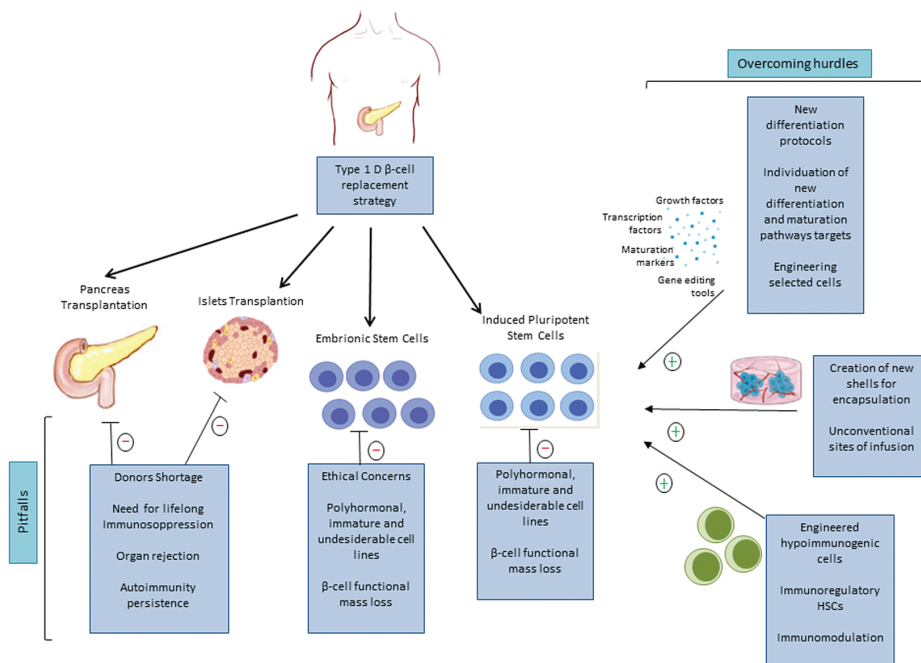 Overcoming hurdles
New
differentiation
protocols
Individuation of
new
differentiation
and maturation
pathways targets
Engineering
selected cells
Type 1 D β-cell
replacement
strategy
Growth factors
Transcription
factors
Maturation
markers
Gene editing
tools
Pancreas
Transplantation
Islets Transplantion
Embrionic Stem Cells
Induced Pluripotent
Stem Cells
+
Creation of new
shells for
encapsulation
Unconventional
sites of infusion
+
+
−
−
−
−
Pitfalls
Donors Shortage
Need for lifelong
Immunosoppression
Organ rejection
Autoimmunity
persistence
Ethical Concerns
Polyhormonal,
immature and
undesiderable cell
lines
β-cell functional
mass loss
Polyhormonal,
immature and
undesiderable cell
lines
β-cell functional
mass loss
Engineered
hypoimmunogenic
cells
Immunoregulatory
HSCs
Immunomodulation